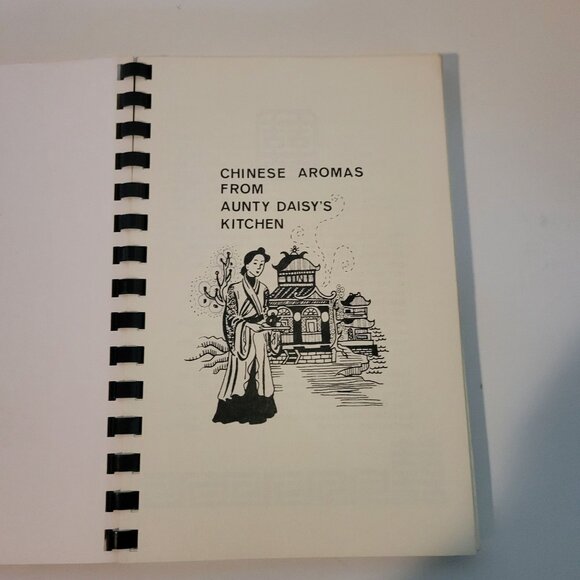 CHINESE AROMAS
FROM
AUNTY DAISY'S
KITCHEN